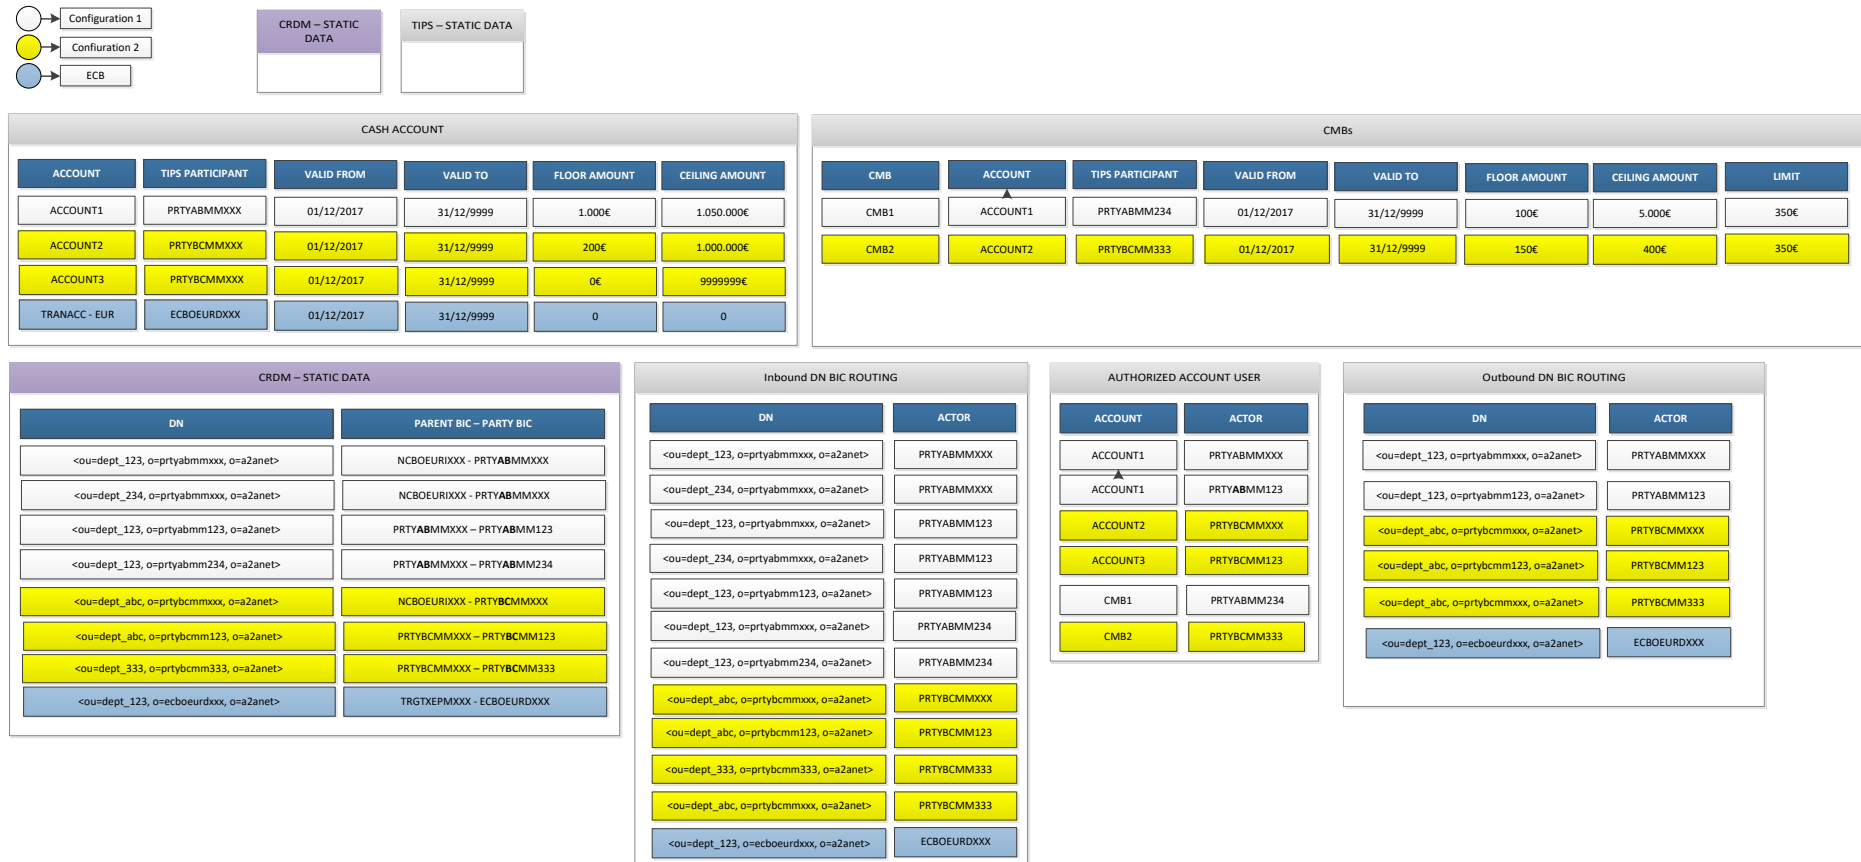 Configuration 1
Confiuration 2
ECB
CRDM – STATIC
DATA
TIPS – STATIC DATA
CASH ACCOUNT
ACCOUNT TIPS PARTICIPANT VALID FROM VALID TO FLOOR AMOUNT CEILING AMOUNT
ACCOUNT1 PRTYABMMXXX 01/12/2017 31/12/9999 1.000€ 1.050.000€
ACCOUNT2 PRTYBCMMXXX 01/12/2017 31/12/9999 200€ 1.000.000€
ACCOUNT3 PRTYBCMMXXX 01/12/2017 31/12/9999 0€ 9999999€
TRANACC - EUR ECBOEURDXXX 01/12/2017 31/12/9999 0 0
CMBs
CMB ACCOUNT TIPS PARTICIPANT VALID FROM VALID TO FLOOR AMOUNT CEILING AMOUNT LIMIT
CMB1 ACCOUNT1 PRTYABMM234 01/12/2017 31/12/9999 100€ 5.000€ 350€
CMB2 ACCOUNT2 PRTYBCMM333 01/12/2017 31/12/9999 150€ 400€ 350€
CRDM – STATIC DATA
DN PARENT BIC – PARTY BIC
<ou=dept_123, o=prtyabmmxxx, o=a2anet> NCBOEURIXXX - PRTYABMMXXX
<ou=dept_234, o=prtyabmmxxx, o=a2anet> NCBOEURIXXX - PRTYABMMXXX
<ou=dept_123, o=prtyabmm123, o=a2anet> PRTYABMMXXX – PRTYABMM123
<ou=dept_123, o=prtyabmm234, o=a2anet> PRTYABMMXXX – PRTYABMM234
<ou=dept_abc, o=prtybcmmxxx, o=a2anet> NCBOEURIXXX - PRTYBCMMXXX
<ou=dept_abc, o=prtybcmm123, o=a2anet> PRTYBCMMXXX – PRTYBCMM123
<ou=dept_333, o=prtybcmm333, o=a2anet> PRTYBCMMXXX – PRTYBCMM333
<ou=dept_123, o=ecboeurdxxx, o=a2anet> TRGTXEPMXXX - ECBOEURDXXX
Inbound DN BIC ROUTING
DN ACTOR
<ou=dept_123, o=prtyabmmxxx, o=a2anet> PRTYABMMXXX
<ou=dept_234, o=prtyabmmxxx, o=a2anet> PRTYABMMXXX
<ou=dept_123, o=prtyabmmxxx, o=a2anet> PRTYABMM123
<ou=dept_234, o=prtyabmmxxx, o=a2anet> PRTYABMM123
<ou=dept_123, o=prtyabmm123, o=a2anet> PRTYABMM123
<ou=dept_123, o=prtyabmmxxx, o=a2anet> PRTYABMM234
<ou=dept_123, o=prtyabmm234, o=a2anet> PRTYABMM234
<ou=dept_abc, o=prtybcmmxxx, o=a2anet> PRTYBCMMXXX
<ou=dept_abc, o=prtybcmm123, o=a2anet> PRTYBCMM123
<ou=dept_333, o=prtybcmm333, o=a2anet> PRTYBCMM333
<ou=dept_abc, o=prtybcmmxxx, o=a2anet> PRTYBCMM333
<ou=dept_123, o=ecboeurdxxx, o=a2anet> ECBOEURDXXX
AUTHORIZED ACCOUNT USER
ACCOUNT ACTOR
ACCOUNT1 PRTYABMMXXX
ACCOUNT1 PRTYABMM123
ACCOUNT2 PRTYBCMMXXX
ACCOUNT3 PRTYBCMM123
CMB1 PRTYABMM234
CMB2 PRTYBCMM333
Outbound DN BIC ROUTING
DN ACTOR
<ou=dept_123, o=prtyabmmxxx, o=a2anet> PRTYABMMXXX
<ou=dept_123, o=prtyabmm123, o=a2anet> PRTYABMM123
<ou=dept_abc, o=prtybcmmxxx, o=a2anet> PRTYBCMMXXX
<ou=dept_abc, o=prtybcmm123, o=a2anet> PRTYBCMM123
<ou=dept_abc, o=prtybcmmxxx, o=a2anet> PRTYBCMM333
<ou=dept_123, o=ecboeurdxxx, o=a2anet> ECBOEURDXXX